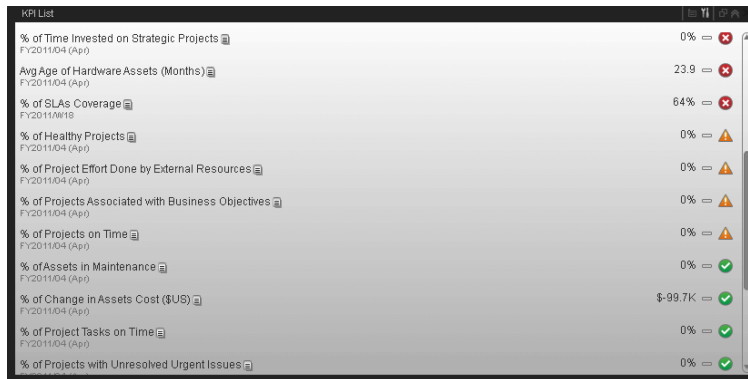 KPI List
% of Time Invested on Strategic Projects 0%
FY2011/04 (Apr)
Avg Age of Hardware Assets (Months) 23.9
FY2011/04 (Apr)
% of SLAs Coverage 64%
FY2011/W18
% of Healthy Projects 0%
FY2011/04 (Apr)
% of Project Effort Done by External Resources 0%
FY2011/04 (Apr)
% of Projects Associated with Business Objectives 0%
FY2011/04 (Apr)
% of Projects on Time 0%
FY2011/04 (Apr)
% of Assets in Maintenance 0%
FY2011/04 (Apr)
% of Change in Assets Cost ($US) $-99.7K
FY2011/04 (Apr)
% of Project Tasks on Time 0%
FY2011/04 (Apr)
% of Projects with Unresolved Urgent Issues 0%